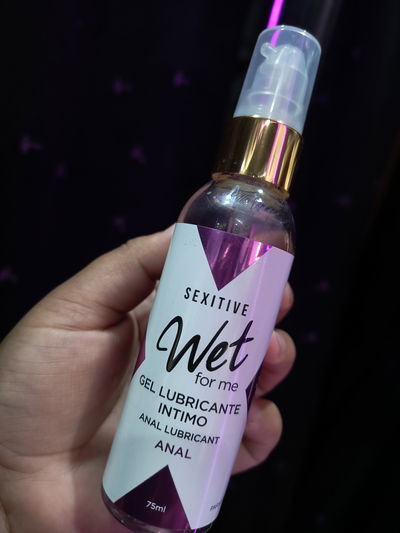 SEXITIVE
Wet
for me
GEL LUBRICANTE
INTIMO
ANAL LUBRICANT
ANAL
75ml